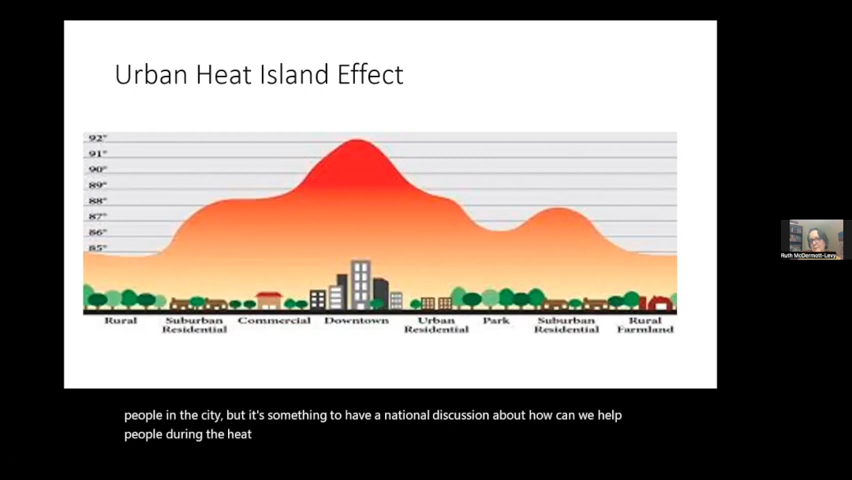 Urban Heat Island Effect
92°
91°
90°
89°
88°
87°
86°
85°
Rural
Suburban
Residential
Commercial
Downtown
Urban
Residential
Park
Suburban
Residential
Rural
Farmland
Ruth McDermott-Levy
people in the city, but it's something to have a national discussion about how can we help
people during the heat